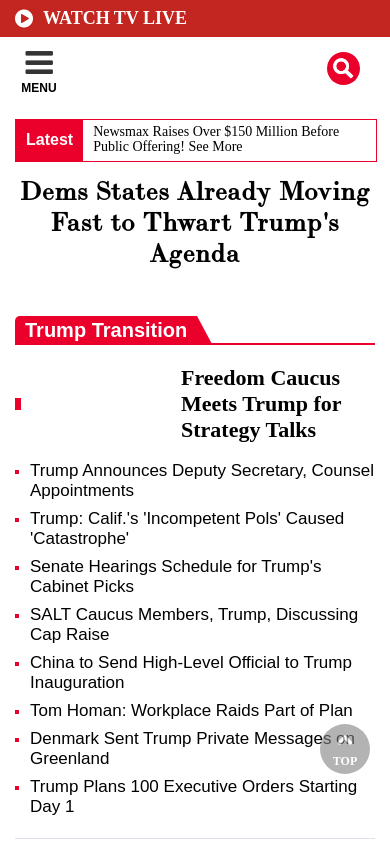 WATCH TV LIVE
MENU
Latest
Newsmax Raises Over $150 Million Before
Public Offering! See More
Dems States Already Moving
Fast to Thwart Trump's
Agenda
Trump Transition
Freedom Caucus
Meets Trump for
Strategy Talks
Trump Announces Deputy Secretary, Counsel
Appointments
Trump: Calif.'s 'Incompetent Pols' Caused
'Catastrophe'
Senate Hearings Schedule for Trump's
Cabinet Picks
SALT Caucus Members, Trump, Discussing
Cap Raise
China to Send High-Level Official to Trump
Inauguration
Tom Homan: Workplace Raids Part of Plan
Denmark Sent Trump Private Messages on
Greenland
TOP
Trump Plans 100 Executive Orders Starting
Day 1